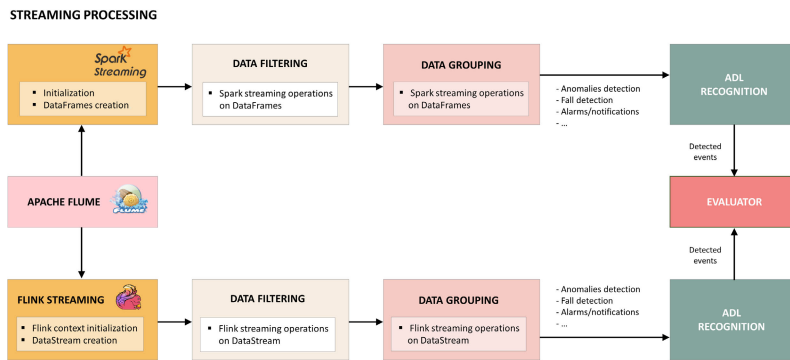 STREAMING PROCESSING
Spark
Streaming
▪ Initialization
▪ DataFrames creation
DATA FILTERING
▪ Spark streaming operations
on DataFrames
DATA GROUPING
▪ Spark streaming operations
on DataFrames
- Anomalies detection
- Fall detection
- Alarms/notifications
- ...
ADL
RECOGNITION
Detected
events
APACHE FLUME
FLUME
EVALUATOR
Detected
events
FLINK STREAMING
▪ Flink context initialization
▪ DataStream creation
DATA FILTERING
▪ Flink streaming operations
on DataStream
DATA GROUPING
▪ Flink streaming operations
on DataStream
- Anomalies detection
- Fall detection
- Alarms/notifications
- ...
ADL
RECOGNITION